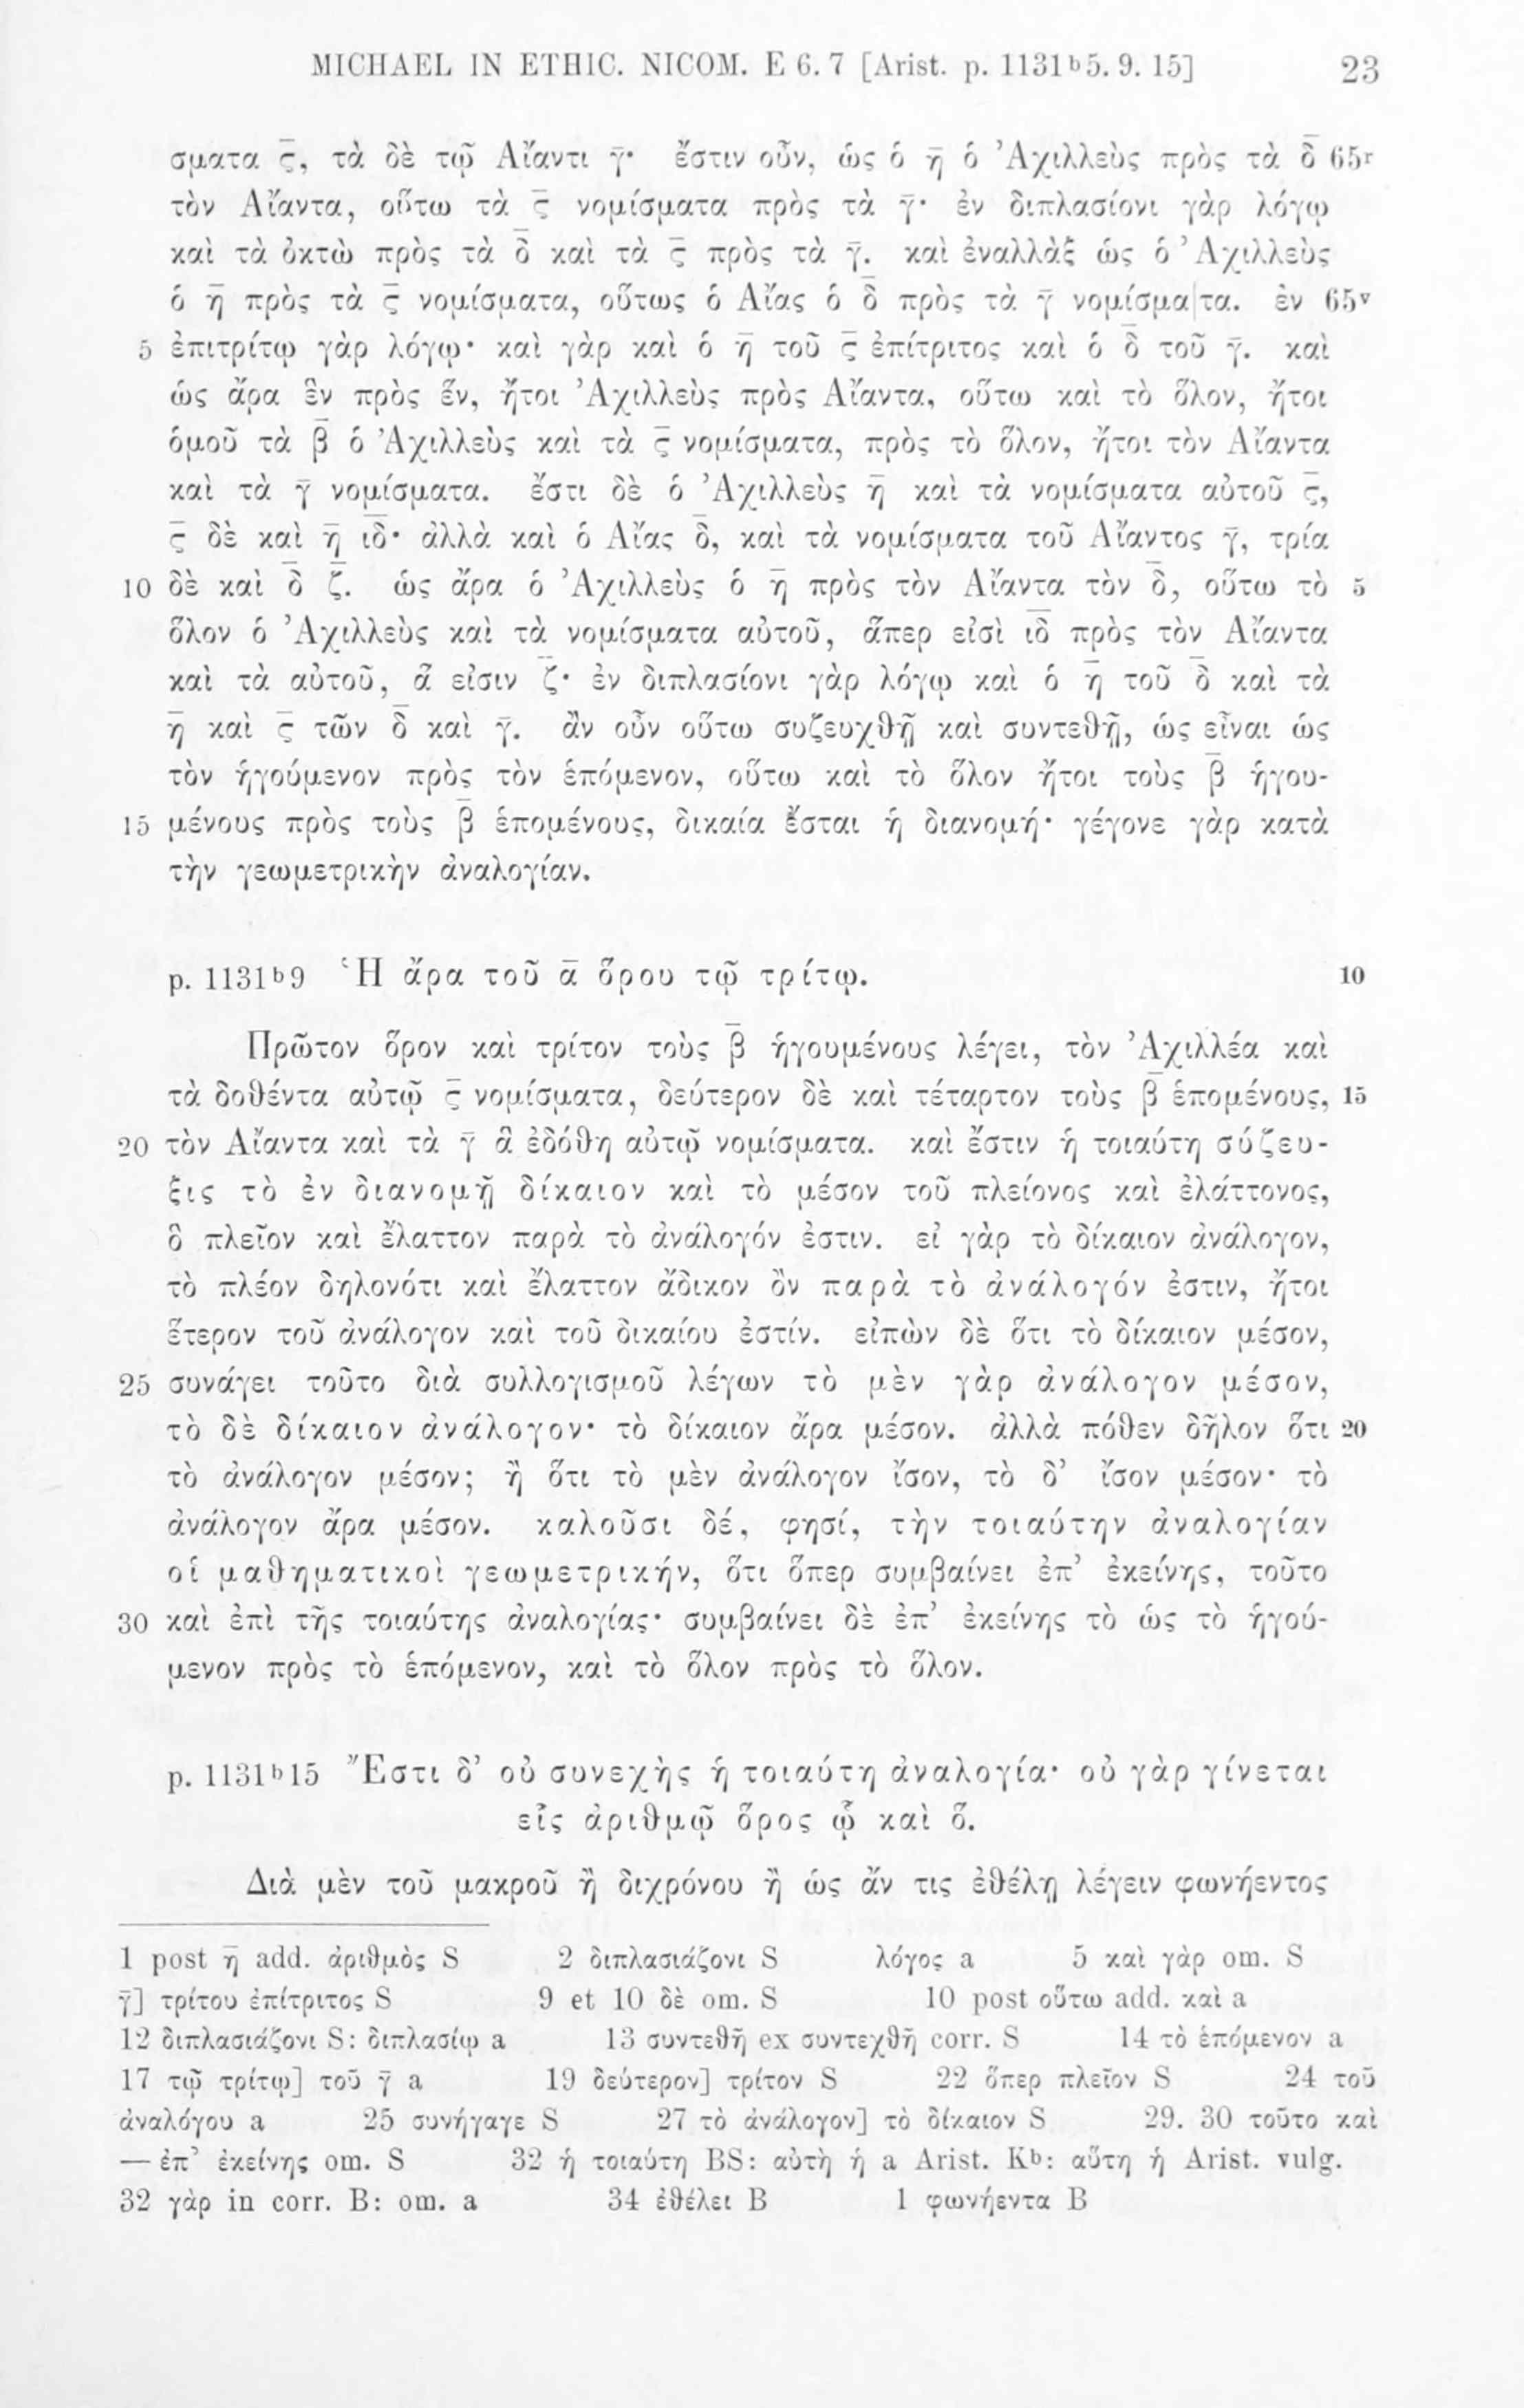 MICHAEL IN ETHIC. NICOM. E 6. 7 [Arist. p. 1131ᵇ5. 9. 15] 23
σματα ϛ̄, τὰ δὲ τῷ Αἴαντι γ̄· ἔστιν οὖν, ὡς ὁ η̄ ὁ Ἀχιλλεὺς πρὸς τὰ δ̄ 65ʳ
τὸν Αἴαντα, οὕτω τὰ ϛ̄ νομίσματα πρὸς τὰ γ̄· ἐν διπλασίονι γὰρ λόγῳ
καὶ τὰ ὀκτὼ πρὸς τὰ δ̄ καὶ τὰ ϛ̄ πρὸς τὰ γ̄. καὶ ἐναλλὰξ ὡς ὁ Ἀχιλλεὺς
ὁ η̄ πρὸς τὰ ϛ̄ νομίσματα, οὕτως ὁ Αἴας ὁ δ̄ πρὸς τὰ γ̄ νομίσμα|τα. ἐν 65ᵛ
5 ἐπιτρίτῳ γὰρ λόγῳ· καὶ γὰρ καὶ ὁ η̄ τοῦ ϛ̄ ἐπίτριτος καὶ ὁ δ̄ τοῦ γ̄. καὶ
ὡς ἄρα ἓν πρὸς ἕν, ἤτοι Ἀχιλλεὺς πρὸς Αἴαντα, οὕτω καὶ τὸ ὅλον, ἤτοι
ὁμοῦ τὰ β̄ ὁ Ἀχιλλεὺς καὶ τὰ ϛ̄ νομίσματα, πρὸς τὸ ὅλον, ἤτοι τὸν Αἴαντα
καὶ τὰ γ̄ νομίσματα. ἔστι δὲ ὁ Ἀχιλλεὺς η̄ καὶ τὰ νομίσματα αὐτοῦ ϛ̄,
ϛ̄ δὲ καὶ η̄ ῑδ̄· ἀλλὰ καὶ ὁ Αἴας δ̄, καὶ τὰ νομίσματα τοῦ Αἴαντος γ̄, τρία
10 δὲ καὶ δ̄ ζ̄. ὡς ἄρα ὁ Ἀχιλλεὺς ὁ η̄ πρὸς τὸν Αἴαντα τὸν δ̄, οὕτω τὸ 5
ὅλον ὁ Ἀχιλλεὺς καὶ τὰ νομίσματα αὐτοῦ, ἅπερ εἰσὶ ῑδ̄ πρὸς τὸν Αἴαντα
καὶ τὰ αὐτοῦ, ἅ εἰσιν ζ̄· ἐν διπλασίονι γὰρ λόγῳ καὶ ὁ η̄ τοῦ δ̄ καὶ τὰ
η̄ καὶ ϛ̄ τῶν δ̄ καὶ γ̄. ἂν οὖν οὕτω συζευχθῇ καὶ συντεθῇ, ὡς εἶναι ὡς
τὸν ἡγούμενον πρὸς τὸν ἑπόμενον, οὕτω καὶ τὸ ὅλον ἤτοι τοὺς β̄ ἡγου-
15 μένους πρὸς τοὺς β̄ ἑπομένους, δικαία ἔσται ἡ διανομή· γέγονε γὰρ κατὰ
τὴν γεωμετρικὴν ἀναλογίαν.
p. 1131ᵇ9 Ἡ ἄρα τοῦ ᾱ ὅρου τῷ τρίτῳ. 10
Πρῶτον ὅρον καὶ τρίτον τοὺς β̄ ἡγουμένους λέγει, τὸν Ἀχιλλέα καὶ
τὰ δοθέντα αὐτῷ ϛ̄ νομίσματα, δεύτερον δὲ καὶ τέταρτον τοὺς β̄ ἑπομένους, 15
20 τὸν Αἴαντα καὶ τὰ γ̄ ἃ ἐδόθη αὐτῷ νομίσματα. καὶ ἔστιν ἡ τοιαύτη σύζευ-
ξις τὸ ἐν διανομῇ δίκαιον καὶ τὸ μέσον τοῦ πλείονος καὶ ἐλάττονος,
ὃ πλεῖον καὶ ἔλαττον παρὰ τὸ ἀνάλογόν ἐστιν. εἰ γὰρ τὸ δίκαιον ἀνάλογον,
τὸ πλέον δηλονότι καὶ ἔλαττον ἄδικον ὂν παρὰ τὸ ἀνάλογόν ἐστιν, ἤτοι
ἕτερον τοῦ ἀνάλογον καὶ τοῦ δικαίου ἐστίν. εἰπὼν δὲ ὅτι τὸ δίκαιον μέσον,
25 συνάγει τοῦτο διὰ συλλογισμοῦ λέγων τὸ μὲν γὰρ ἀνάλογον μέσον,
τὸ δὲ δίκαιον ἀνάλογον· τὸ δίκαιον ἄρα μέσον. ἀλλὰ πόθεν δῆλον ὅτι 20
τὸ ἀνάλογον μέσον; ἢ ὅτι τὸ μὲν ἀνάλογον ἴσον, τὸ δ’ ἴσον μέσον· τὸ
ἀνάλογον ἄρα μέσον. καλοῦσι δέ, φησί, τὴν τοιαύτην ἀναλογίαν
οἱ μαθηματικοὶ γεωμετρικήν, ὅτι ὅπερ συμβαίνει ἐπ’ ἐκείνης, τοῦτο
30 καὶ ἐπὶ τῆς τοιαύτης ἀναλογίας· συμβαίνει δὲ ἐπ’ ἐκείνης τὸ ὡς τὸ ἡγού-
μενον πρὸς τὸ ἑπόμενον, καὶ τὸ ὅλον πρὸς τὸ ὅλον.
p. 1131ᵇ15 Ἔστι δ’ οὐ συνεχὴς ἡ τοιαύτη ἀναλογία· οὐ γὰρ γίνεται
εἷς ἀριθμῷ ὅρος ᾧ καὶ ὅ.
Διὰ μὲν τοῦ μακροῦ ἢ διχρόνου ἢ ὡς ἄν τις ἐθέλῃ λέγειν φωνήεντος
1 post η̄ add. ἀριθμὸς S 2 διπλασιάζονι S λόγος a 5 καὶ γὰρ om. S
γ̄] τρίτου ἐπίτριτος S 9 et 10 δὲ om. S 10 post οὕτω add. καὶ a
12 διπλασιάζονι S: διπλασίῳ a 13 συντεθῇ ex συντεχθῇ corr. S 14 τὸ ἑπόμενον a
17 τῷ τρίτῳ] τοῦ γ̄ a 19 δεύτερον] τρίτον S 22 ὅπερ πλεῖον S 24 τοῦ
ἀναλόγου a 25 συνήγαγε S 27 τὸ ἀνάλογον] τὸ δίκαιον S 29. 30 τοῦτο καὶ
— ἐπ’ ἐκείνης om. S 32 ἡ τοιαύτη BS: αὐτὴ ἡ a Arist. Kᵇ: αὕτη ἡ Arist. vulg.
32 γὰρ in corr. B: om. a 34 ἐθέλει B 1 φωνήεντα B